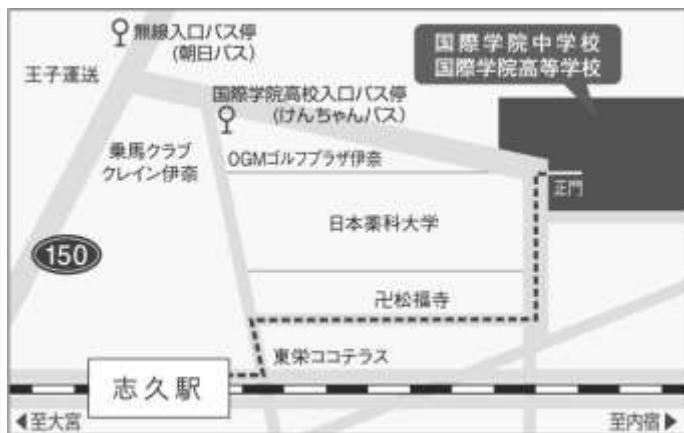 無線入口バス停
(朝日バス)
王子運送
国際学院中学校
国際学院高等学校
国際学院高校入口バス停
(けんちゃんバス)
乗馬クラブ
クレイン伊奈
OGMゴルフプラザ伊奈
正門
日本薬科大学
150
卍松福寺
東栄ココテラス
志久駅
◀至大宮
至内宿▶